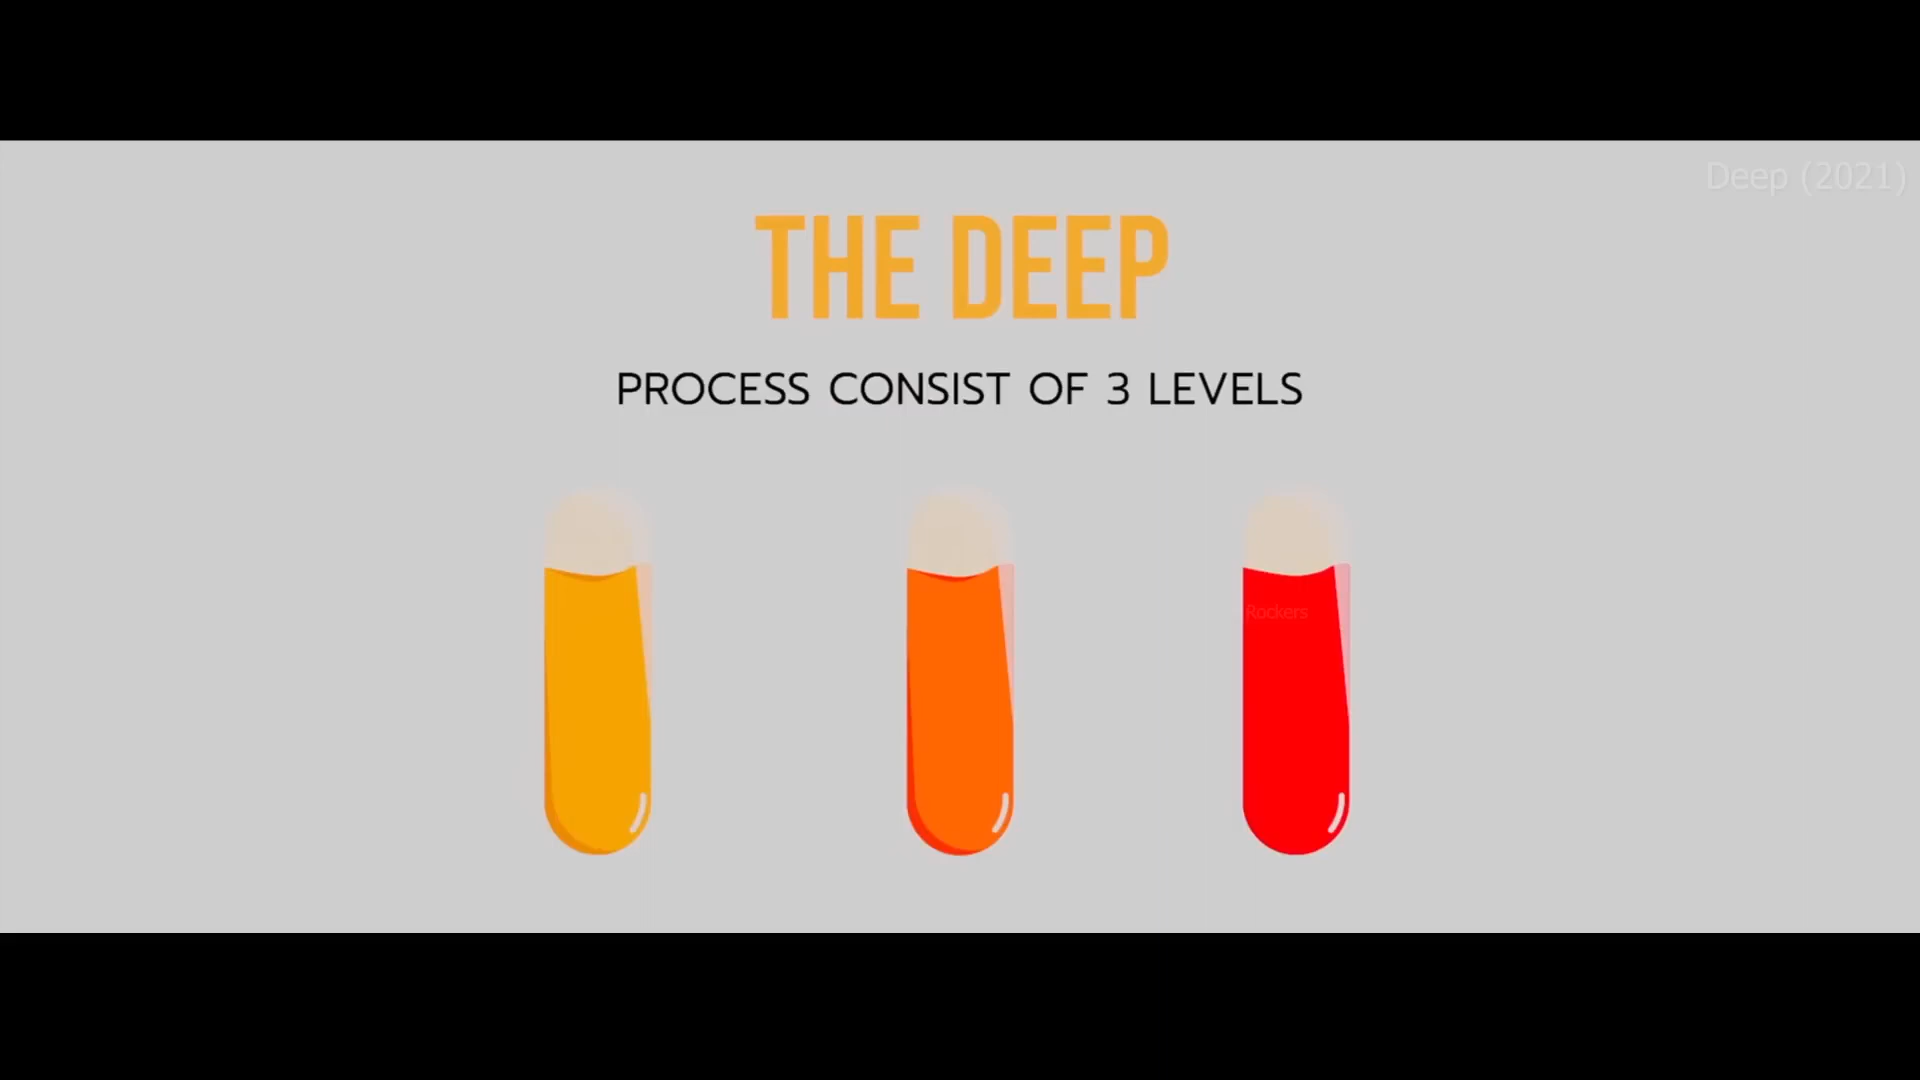 Deep (2021)
THE DEEP
PROCESS CONSIST OF 3 LEVELS
Rockers